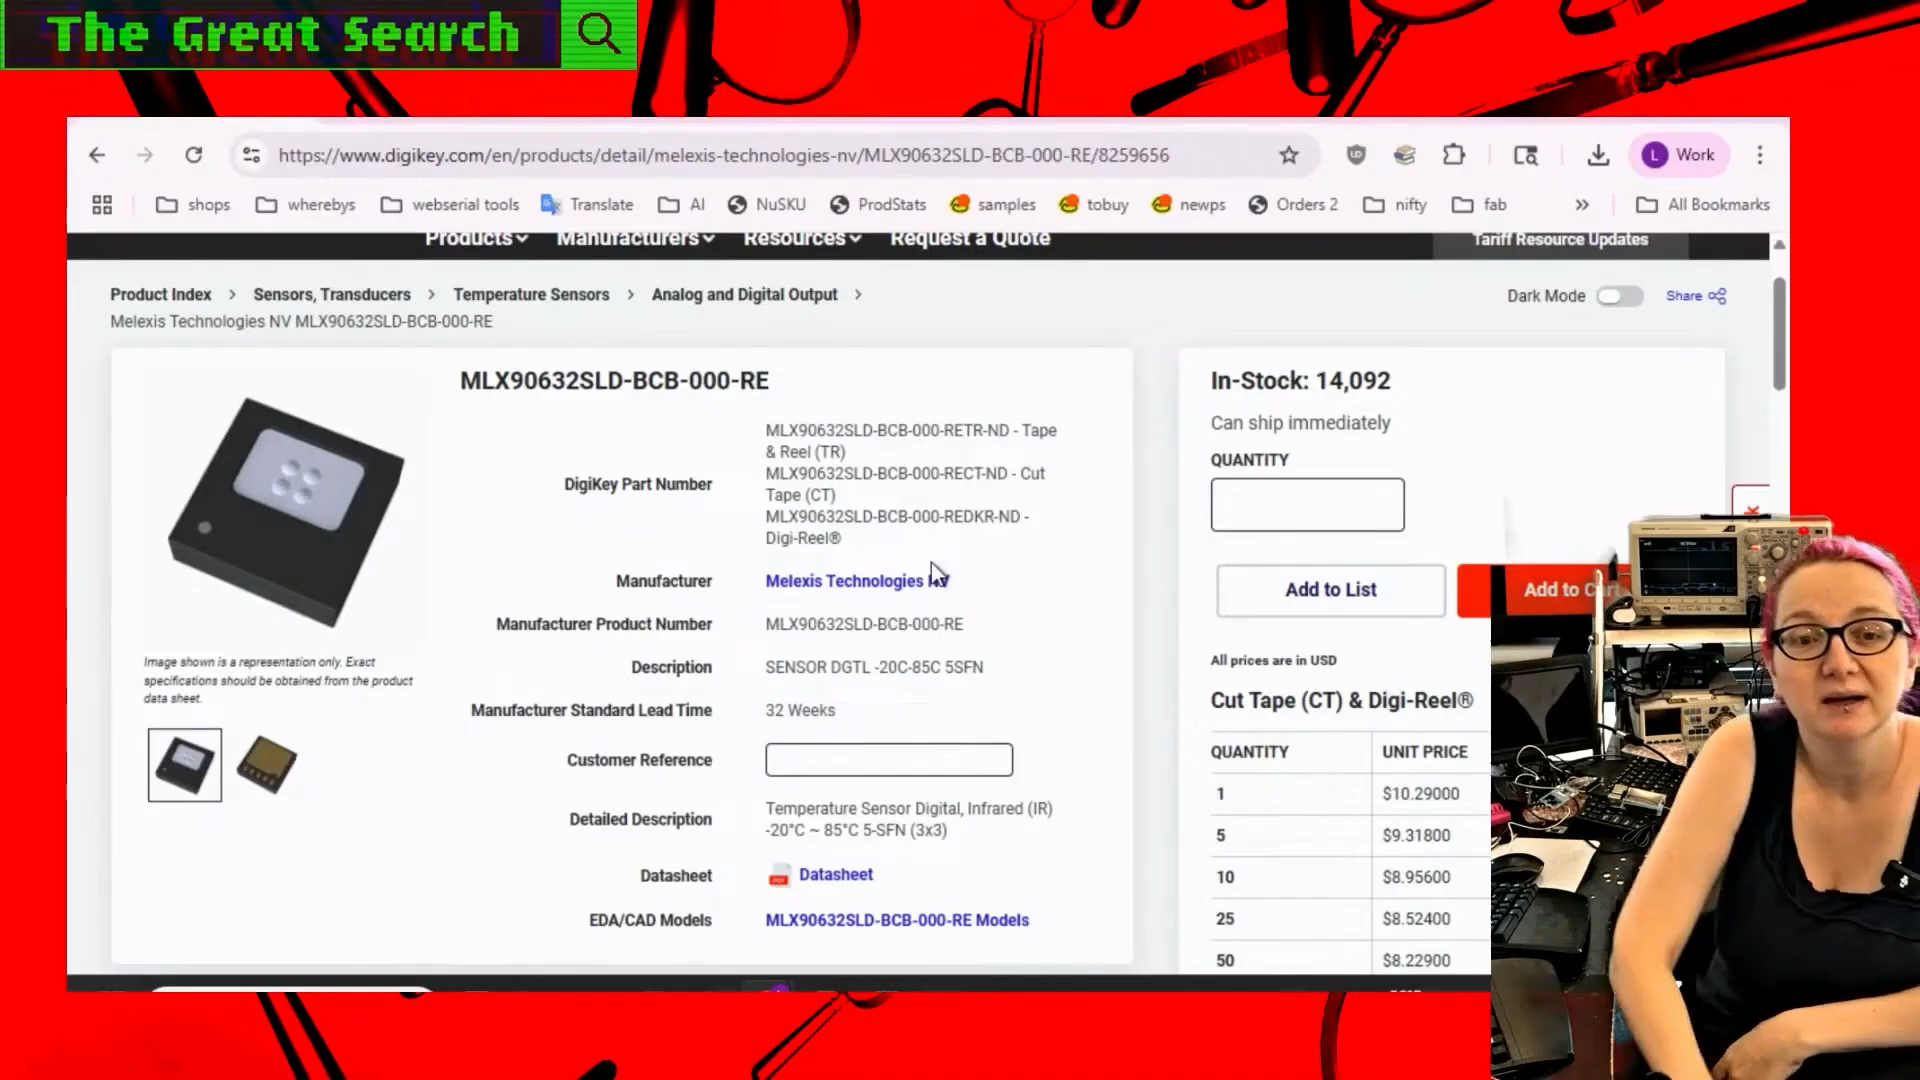 The Great Search
https://www.digikey.com/en/products/detail/melexis-technologies-nv/MLX90632SLD-BCB-000-RE/8259656
L Work
shops
wherebys
webserial tools
Translate
AI
NuSKU
ProdStats
samples
tobuy
newps
Orders 2
nifty
fab
»
All Bookmarks
Products
Manufacturers
Resources
Request a Quote
Tariff Resource Updates
Product Index > Sensors, Transducers > Temperature Sensors > Analog and Digital Output >
Melexis Technologies NV MLX90632SLD-BCB-000-RE
Dark Mode
Share
MLX90632SLD-BCB-000-RE
DigiKey Part Number
MLX90632SLD-BCB-000-RETR-ND - Tape
& Reel (TR)
MLX90632SLD-BCB-000-RECT-ND - Cut
Tape (CT)
MLX90632SLD-BCB-000-REDKR-ND -
Digi-Reel®
Manufacturer
Melexis Technologies NV
Manufacturer Product Number
MLX90632SLD-BCB-000-RE
Description
SENSOR DGTL -20C-85C 5SFN
Manufacturer Standard Lead Time
32 Weeks
Customer Reference
Detailed Description
Temperature Sensor Digital, Infrared (IR)
-20°C ~ 85°C 5-SFN (3x3)
Datasheet
Datasheet
EDA/CAD Models
MLX90632SLD-BCB-000-RE Models
Image shown is a representation only. Exact
specifications should be obtained from the product
data sheet.
In-Stock: 14,092
Can ship immediately
QUANTITY
Add to List
Add to
All prices are in USD
Cut Tape (CT) & Digi-Reel®
QUANTITY UNIT PRICE
1 $10.29000
5 $9.31800
10 $8.95600
25 $8.52400
50 $8.22900